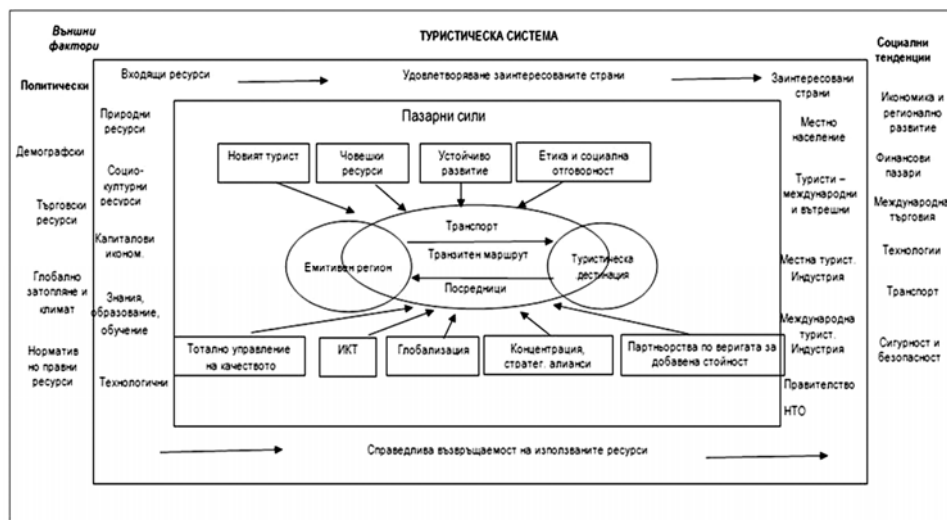 Външни
фактори
ТУРИСТИЧЕСКА СИСТЕМА
Социални
тенденции
Политически
Демографски
Търговски
ресурси
Глобално
затопляне и
климат
Норматив
но правни
ресурси
Входящи ресурси
Удовлетворяване заинтересованите страни
Заинтересовани
страни
Природни
ресурси
Социо-
културни
ресурси
Капиталови
иконом.
Знания,
образование,
обучение
Технологични
Пазарни сили
Новият турист
Човешки
ресурси
Устойчиво
развитие
Етика и социална
отговорност
Транспорт
Транзитен маршрут
Посредници
Емитивен регион
Туристическа
дестинация
Тотално управление
на качеството
ИКТ
Глобализация
Концентрация,
стратег. алианси
Партньорства по веригата за
добавена стойност
Местно
население
Туристи –
международни
и вътрешни
Местна турист.
Индустрия
Международна
турист.
Индустрия
Правителство
НТО
Икономика и
регионално
развитие
Финансови
пазари
Международна
търговия
Технологии
Транспорт
Сигурност и
безопасност
Справедлива възвръщаемост на използваните ресурси